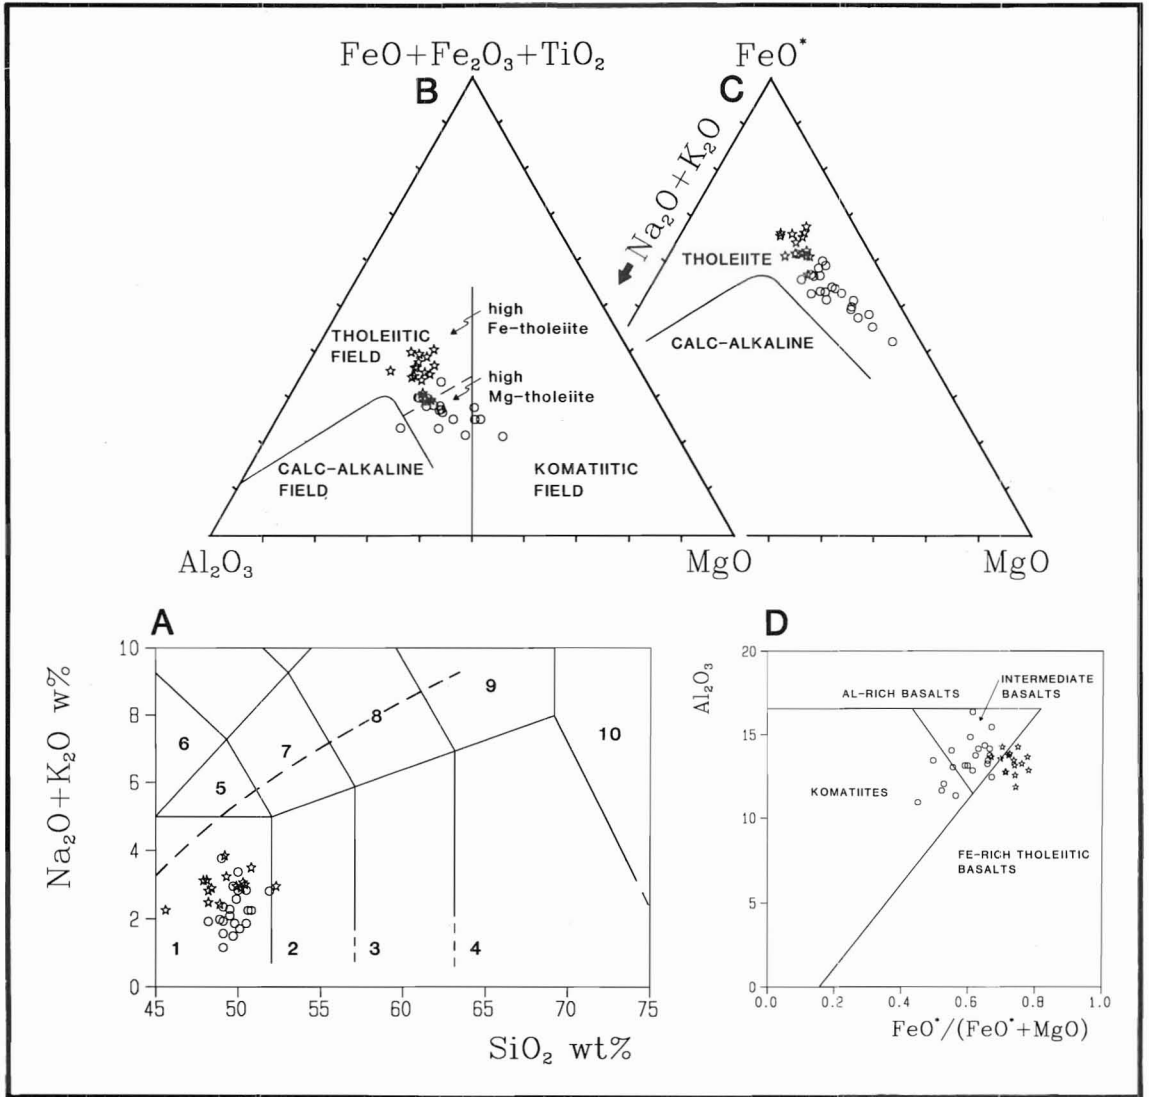 FeO+Fe₂O₃+TiO₂
B
FeO*
C
Na₂O+K₂O
high
Fe-tholeiite
THOLEIITIC
FIELD
high
Mg-tholeiite
CALC-ALKALINE
FIELD
KOMATIITIC
FIELD
Al₂O₃
MgO
THOLEIITE
CALC-ALKALINE
MgO
A
Na₂O+K₂O w%
10
8
6
4
2
0
6
5
7
8
9
10
1
2
3
4
45
50
55
60
65
70
75
SiO₂ wt%
D
Al₂O₃
20
15
10
5
0
AL-RICH BASALTS
INTERMEDIATE
BASALTS
KOMATIITES
FE-RICH THOLEIITIC
BASALTS
0.0
0.2
0.4
0.6
0.8
1.0
FeO*/(FeO*+MgO)